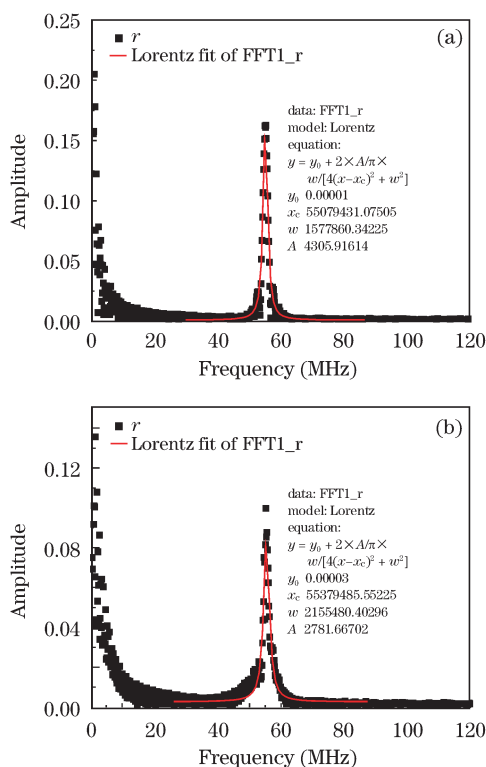 (a)
r
Lorentz fit of FFT1_r
data: FFT1_r
model: Lorentz
equation:
y = y₀ + 2×A/π×
w/[4(x–x_c)² + w²]
y₀ 0.00001
x_c 55079431.07505
w 1577860.34225
A 4305.91614
Amplitude
0.25
0.20
0.15
0.10
0.05
0.00
0 20 40 60 80 100 120
Frequency (MHz)
(b)
r
Lorentz fit of FFT1_r
data: FFT1_r
model: Lorentz
equation:
y = y₀ + 2×A/π×
w/[4(x–x_c)² + w²]
y₀ 0.00003
x_c 55379485.55225
w 2155480.40296
A 2781.66702
Amplitude
0.12
0.08
0.04
0.00
0 20 40 60 80 100 120
Frequency (MHz)